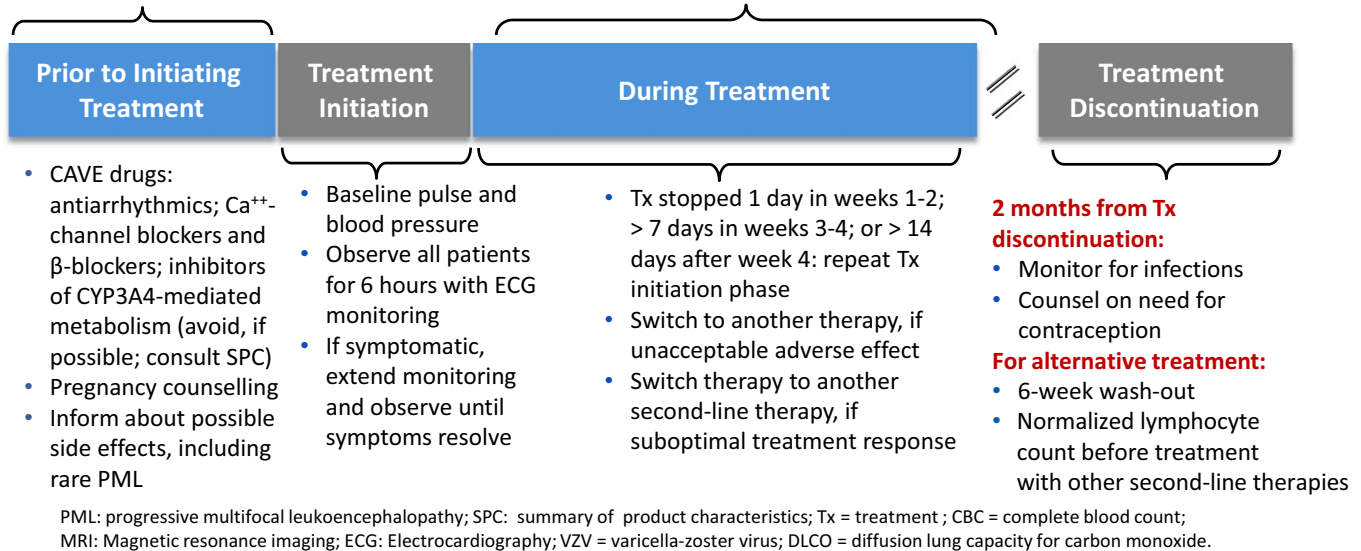 Prior to Initiating
Treatment
Treatment
Initiation
During Treatment
Treatment
Discontinuation
• CAVE drugs:
antiarrhythmics; Ca++-
channel blockers and
β-blockers; inhibitors
of CYP3A4-mediated
metabolism (avoid, if
possible; consult SPC)
• Pregnancy counselling
• Inform about possible
side effects, including
rare PML
• Baseline pulse and
blood pressure
• Observe all patients
for 6 hours with ECG
monitoring
• If symptomatic,
extend monitoring
and observe until
symptoms resolve
• Tx stopped 1 day in weeks 1-2;
> 7 days in weeks 3-4; or > 14
days after week 4: repeat Tx
initiation phase
• Switch to another therapy, if
unacceptable adverse effect
• Switch therapy to another
second-line therapy, if
suboptimal treatment response
2 months from Tx
discontinuation:
• Monitor for infections
• Counsel on need for
contraception
For alternative treatment:
• 6-week wash-out
• Normalized lymphocyte
count before treatment
with other second-line therapies
PML: progressive multifocal leukoencephalopathy; SPC: summary of product characteristics; Tx = treatment ; CBC = complete blood count;
MRI: Magnetic resonance imaging; ECG: Electrocardiography; VZV = varicella-zoster virus; DLCO = diffusion lung capacity for carbon monoxide.